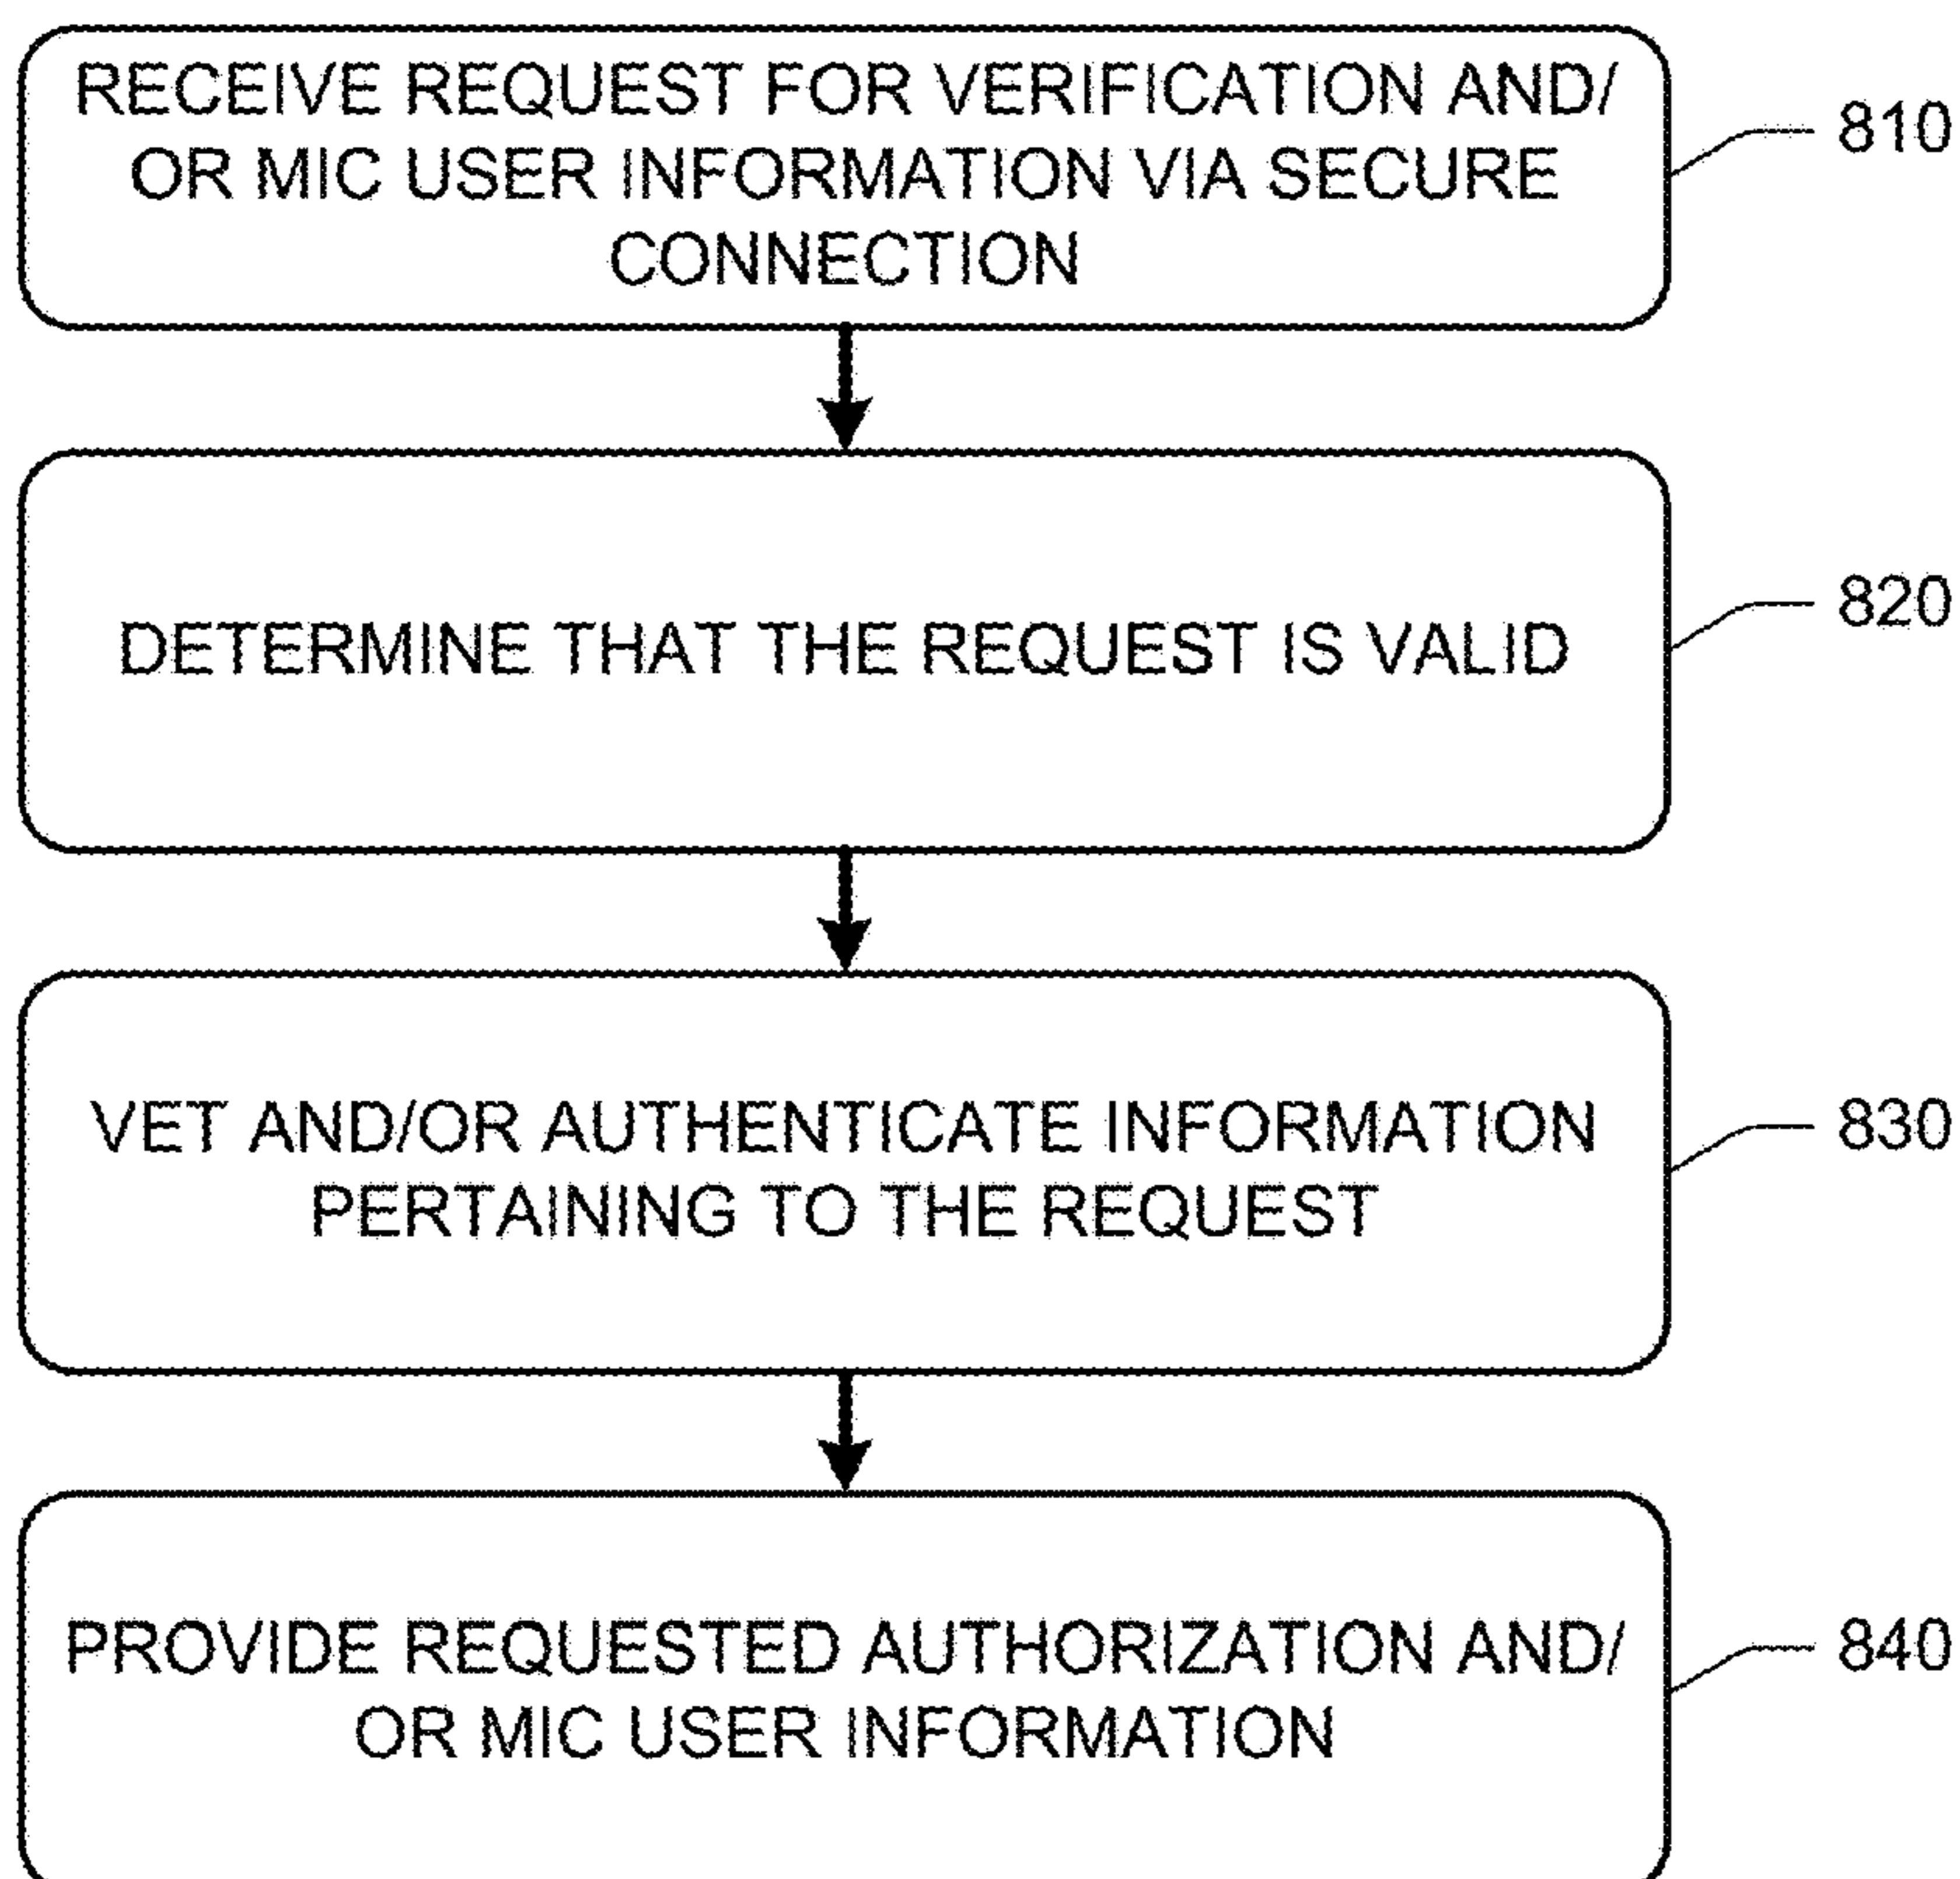 RECEIVE REQUEST FOR VERIFICATION AND/
OR MIC USER INFORMATION VIA SECURE
CONNECTION
810
DETERMINE THAT THE REQUEST IS VALID
820
VET AND/OR AUTHENTICATE INFORMATION
PERTAINING TO THE REQUEST
830
PROVIDE REQUESTED AUTHORIZATION AND/
OR MIC USER INFORMATION
840